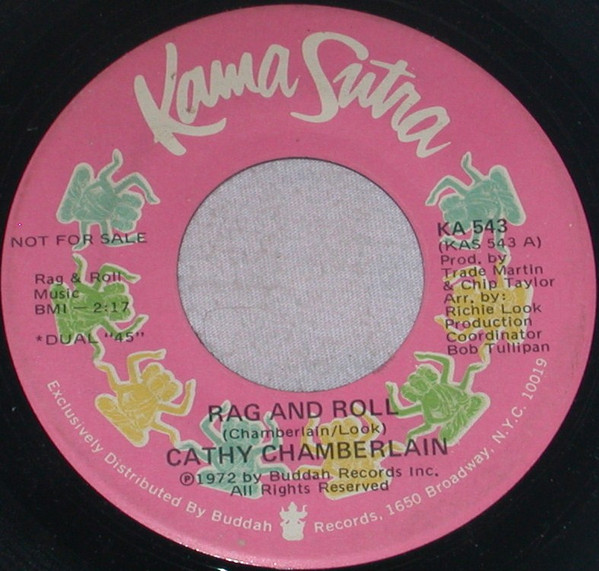 Kama Sutra
NOT FOR SALE
Rag & Roll
Music
BMI — 2:17
*DUAL "45"
KA 543
(KAS 543 A)
Prod. by
Trade Martin
& Chip Taylor
Arr. by:
Richie Look
Production
Coordinator
Bob Tullipan
RAG AND ROLL
(Chamberlain/Look)
CATHY CHAMBERLAIN
℗1972 by Buddah Records Inc.
All Rights Reserved
Exclusively Distributed By Buddah Records, 1650 Broadway, N.Y.C. 10019